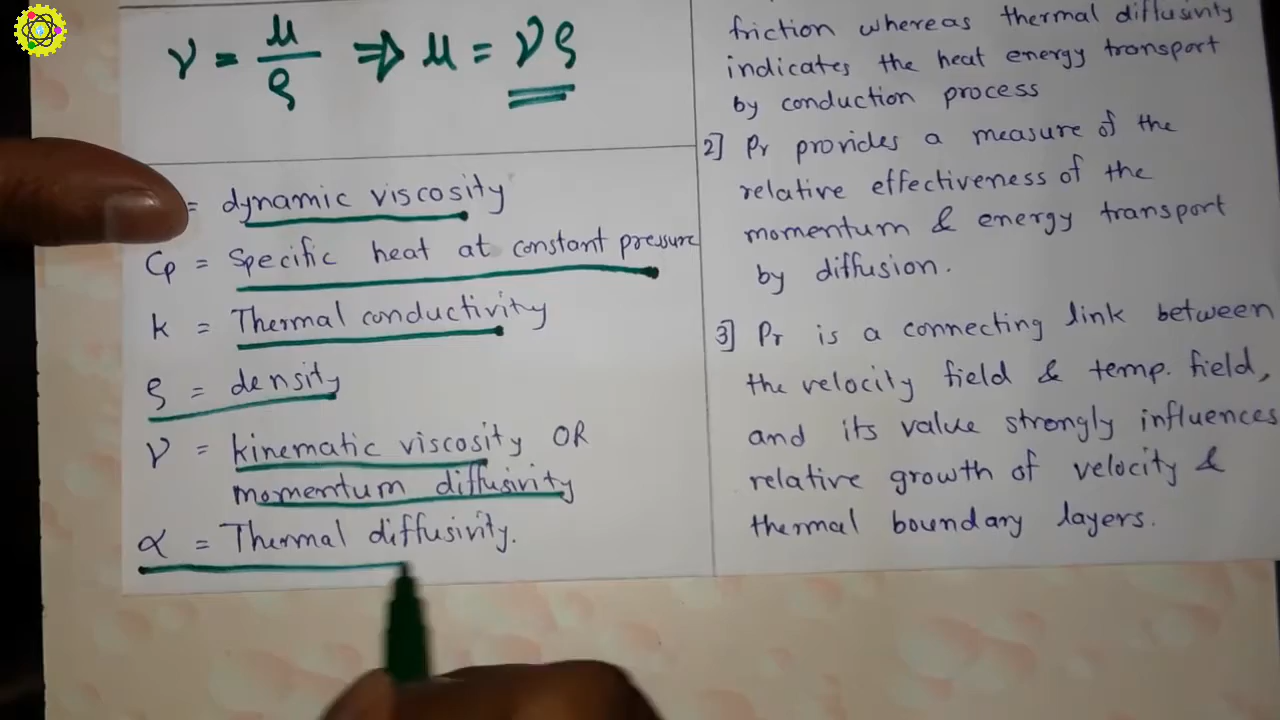 ν = μ/ρ ⇒ μ = νρ
= dynamic viscosity
Cp = Specific heat at constant pressure
k = Thermal conductivity
ρ = density
ν = kinematic viscosity OR
momentum diffusivity
α = Thermal diffusivity.
friction whereas thermal diffusivity
indicates the heat energy transport
by conduction process
2] Pr provides a measure of the
relative effectiveness of the
momentum & energy transport
by diffusion.
3] Pr is a connecting link between
the velocity field & temp. field,
and its value strongly influences
relative growth of velocity &
thermal boundary layers.